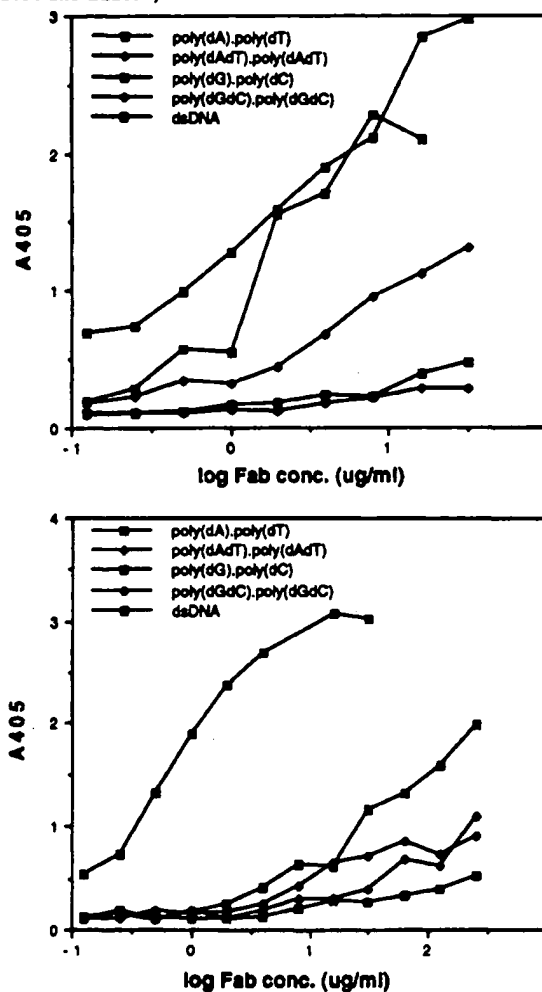 3
poly(dA).poly(dT)
poly(dAdT).poly(dAdT)
poly(dG).poly(dC)
poly(dGdC).poly(dGdC)
dsDNA
2
A405
1
0
-1 0 1
log Fab conc. (ug/ml)
4
poly(dA).poly(dT)
poly(dAdT).poly(dAdT)
poly(dG).poly(dC)
poly(dGdC).poly(dGdC)
dsDNA
3
A405
2
1
0
-1 0 1 2
log Fab conc. (ug/ml)